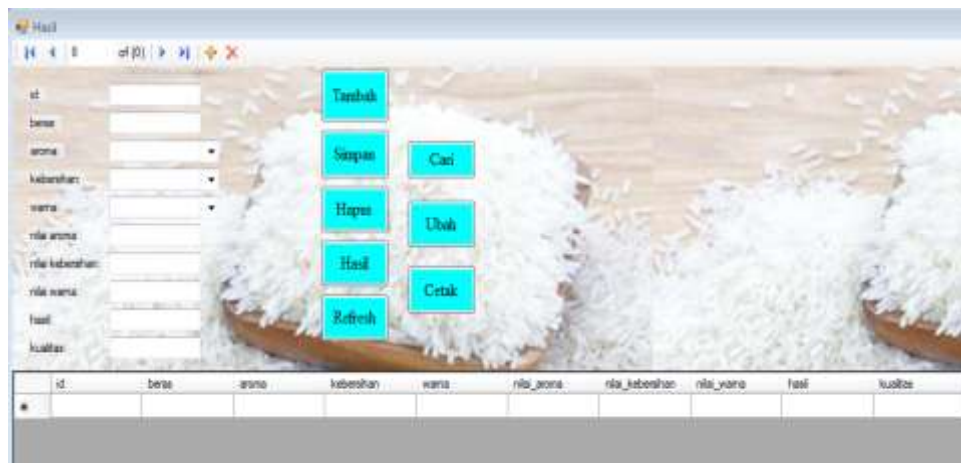 Hasil
0 of {0}
id
beras
aroma
kebersihan
warna
nilai aroma
nilai kebersihan
nilai warna
hasil
kualitas
Tambah
Simpan
Hapus
Hasil
Refresh
Cari
Ubah
Cetak
id beras aroma kebersihan warna nilai_aroma nilai_kebersihan nilai_warna hasil kualitas